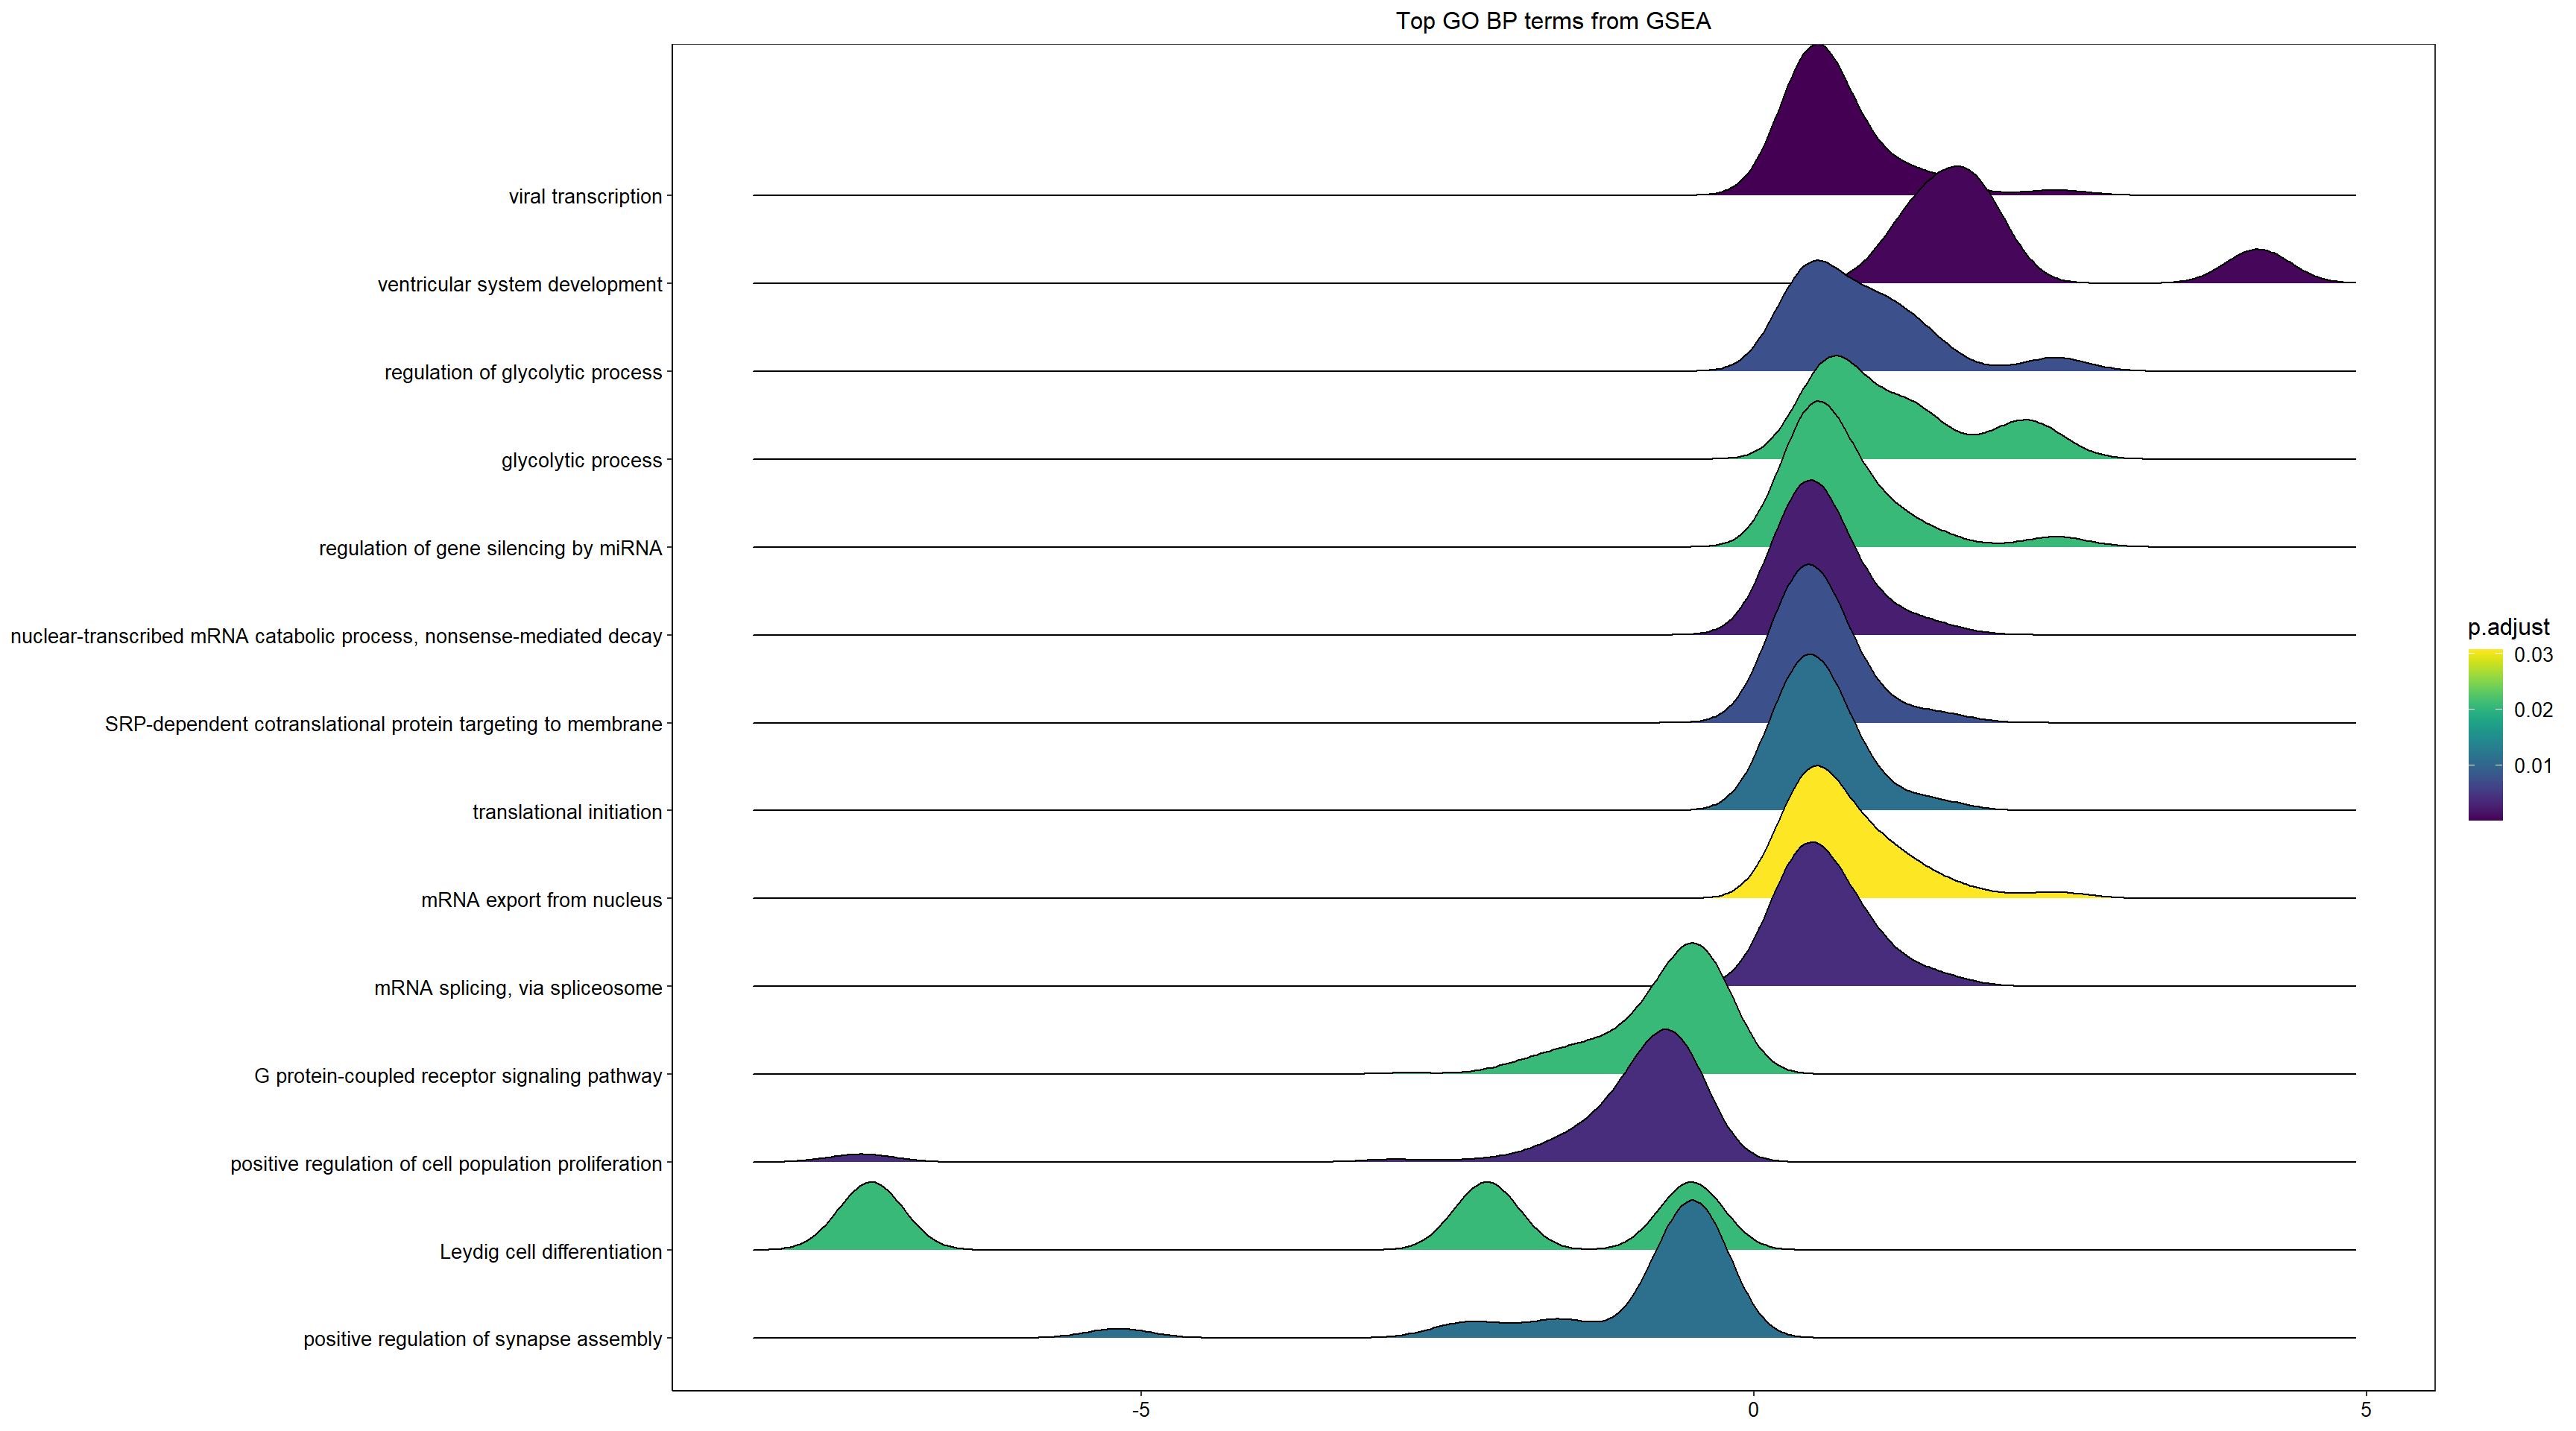 Top GO BP terms from GSEA
viral transcription
ventricular system development
regulation of glycolytic process
glycolytic process
regulation of gene silencing by miRNA
nuclear-transcribed mRNA catabolic process, nonsense-mediated decay
SRP-dependent cotranslational protein targeting to membrane
translational initiation
mRNA export from nucleus
mRNA splicing, via spliceosome
G protein-coupled receptor signaling pathway
positive regulation of cell population proliferation
Leydig cell differentiation
positive regulation of synapse assembly
-5 0 5
p.adjust
0.03
0.02
0.01